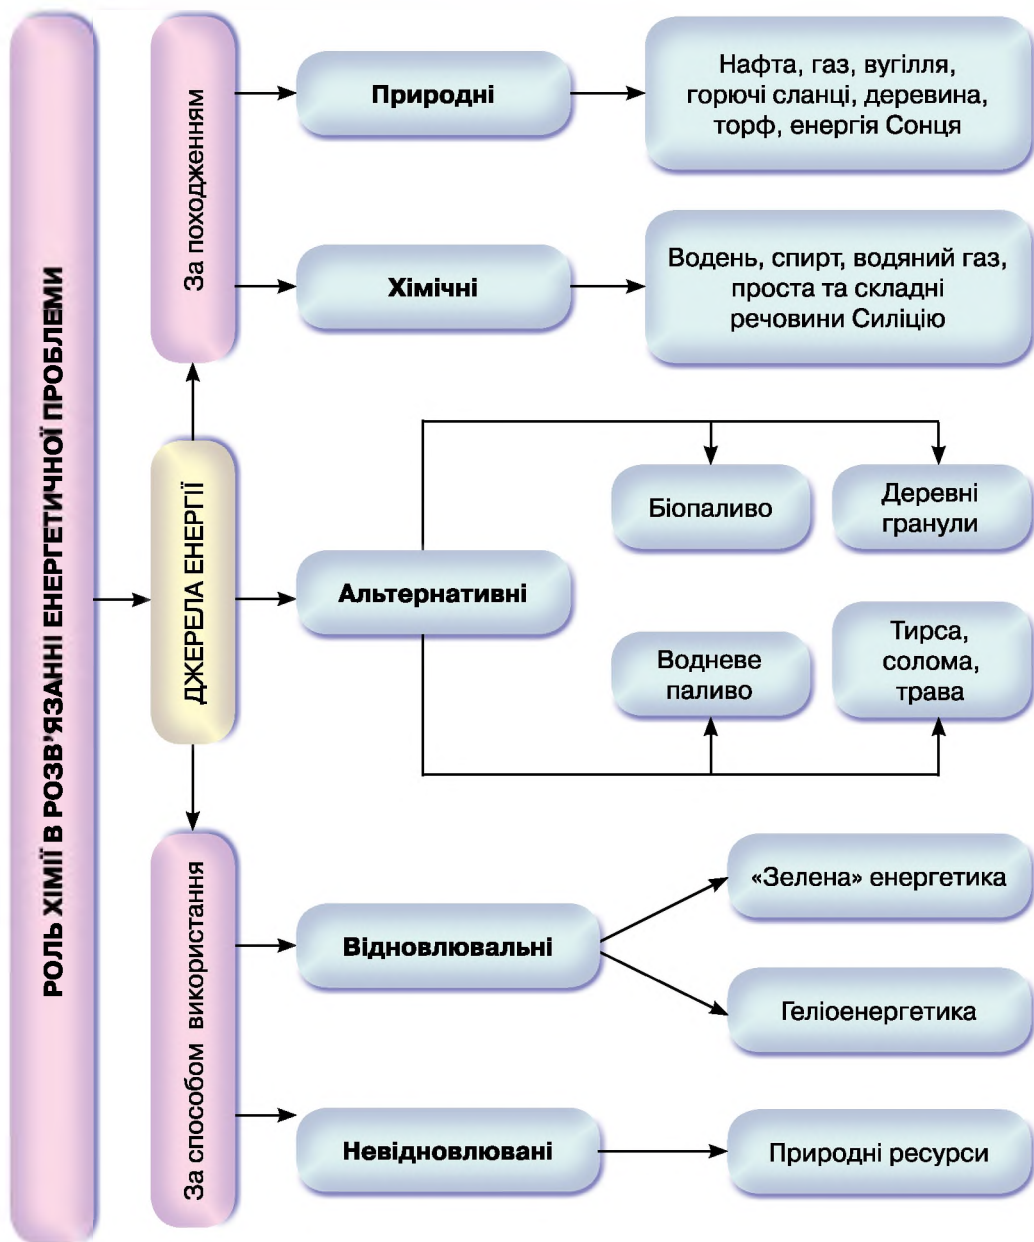 РОЛЬ ХІМІЇ В РОЗВ’ЯЗАННІ ЕНЕРГЕТИЧНОЇ ПРОБЛЕМИ
За походженням
Природні
Нафта, газ, вугілля,
горючі сланці, деревина,
торф, енергія Сонця
Хімічні
Водень, спирт, водяний газ,
проста та складні
речовини Силіцію
ДЖЕРЕЛА ЕНЕРГІЇ
Альтернативні
Біопаливо
Деревні
гранули
Водневе
паливо
Тирса,
солома,
трава
За способом використання
Відновлювальні
«Зелена» енергетика
Геліоенергетика
Невідновлювані
Природні ресурси